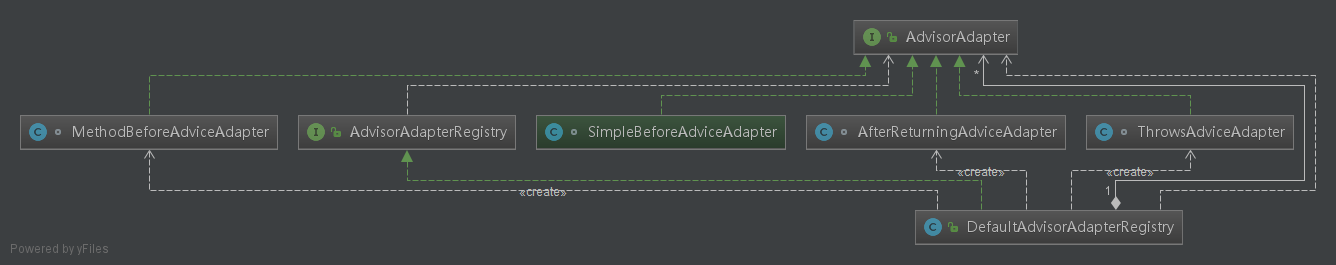 I AdvisorAdapter
*
C MethodBeforeAdviceAdapter
I AdvisorAdapterRegistry
C SimpleBeforeAdviceAdapter
C AfterReturningAdviceAdapter
C ThrowsAdviceAdapter
«create»
«create»
«create»
1
C DefaultAdvisorAdapterRegistry
Powered by yFiles